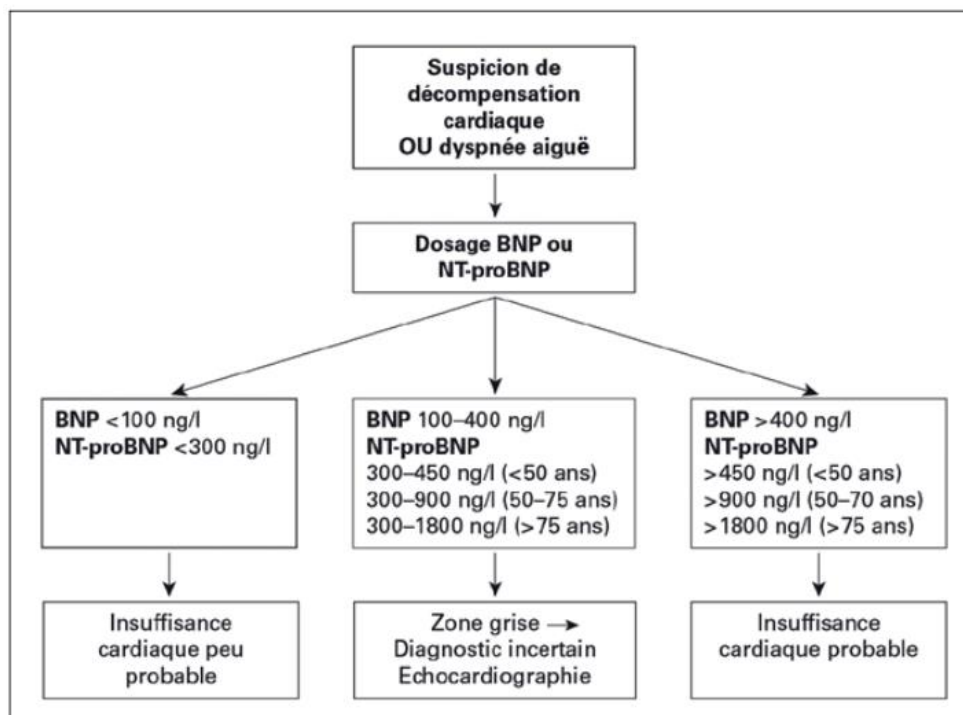 Suspicion de
décompensation
cardiaque
OU dyspnée aiguë
Dosage BNP ou
NT-proBNP
BNP <100 ng/l
NT-proBNP <300 ng/l
BNP 100–400 ng/l
NT-proBNP
300–450 ng/l (<50 ans)
300–900 ng/l (50–75 ans)
300–1800 ng/l (>75 ans)
BNP >400 ng/l
NT-proBNP
>450 ng/l (<50 ans)
>900 ng/l (50–70 ans)
>1800 ng/l (>75 ans)
Insuffisance
cardiaque peu
probable
Zone grise →
Diagnostic incertain
Echocardiographie
Insuffisance
cardiaque probable